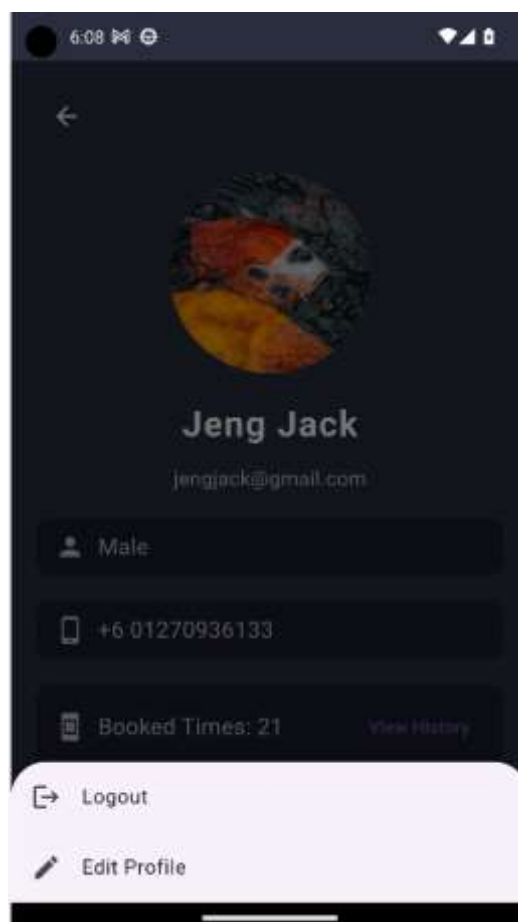 6:08
Jeng Jack
jengjack@gmail.com
Male
+6 01270936133
Booked Times: 21 View History
Logout
Edit Profile